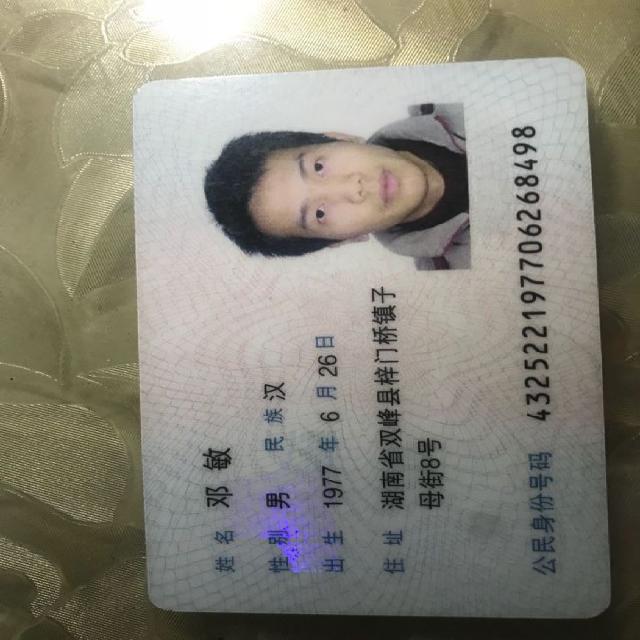 姓名 邓敏
性别 男 民族 汉
出生 1977 年 6 月 26 日
住址 湖南省双峰县梓门桥镇子
母街8号
公民身份号码 432522197706268498